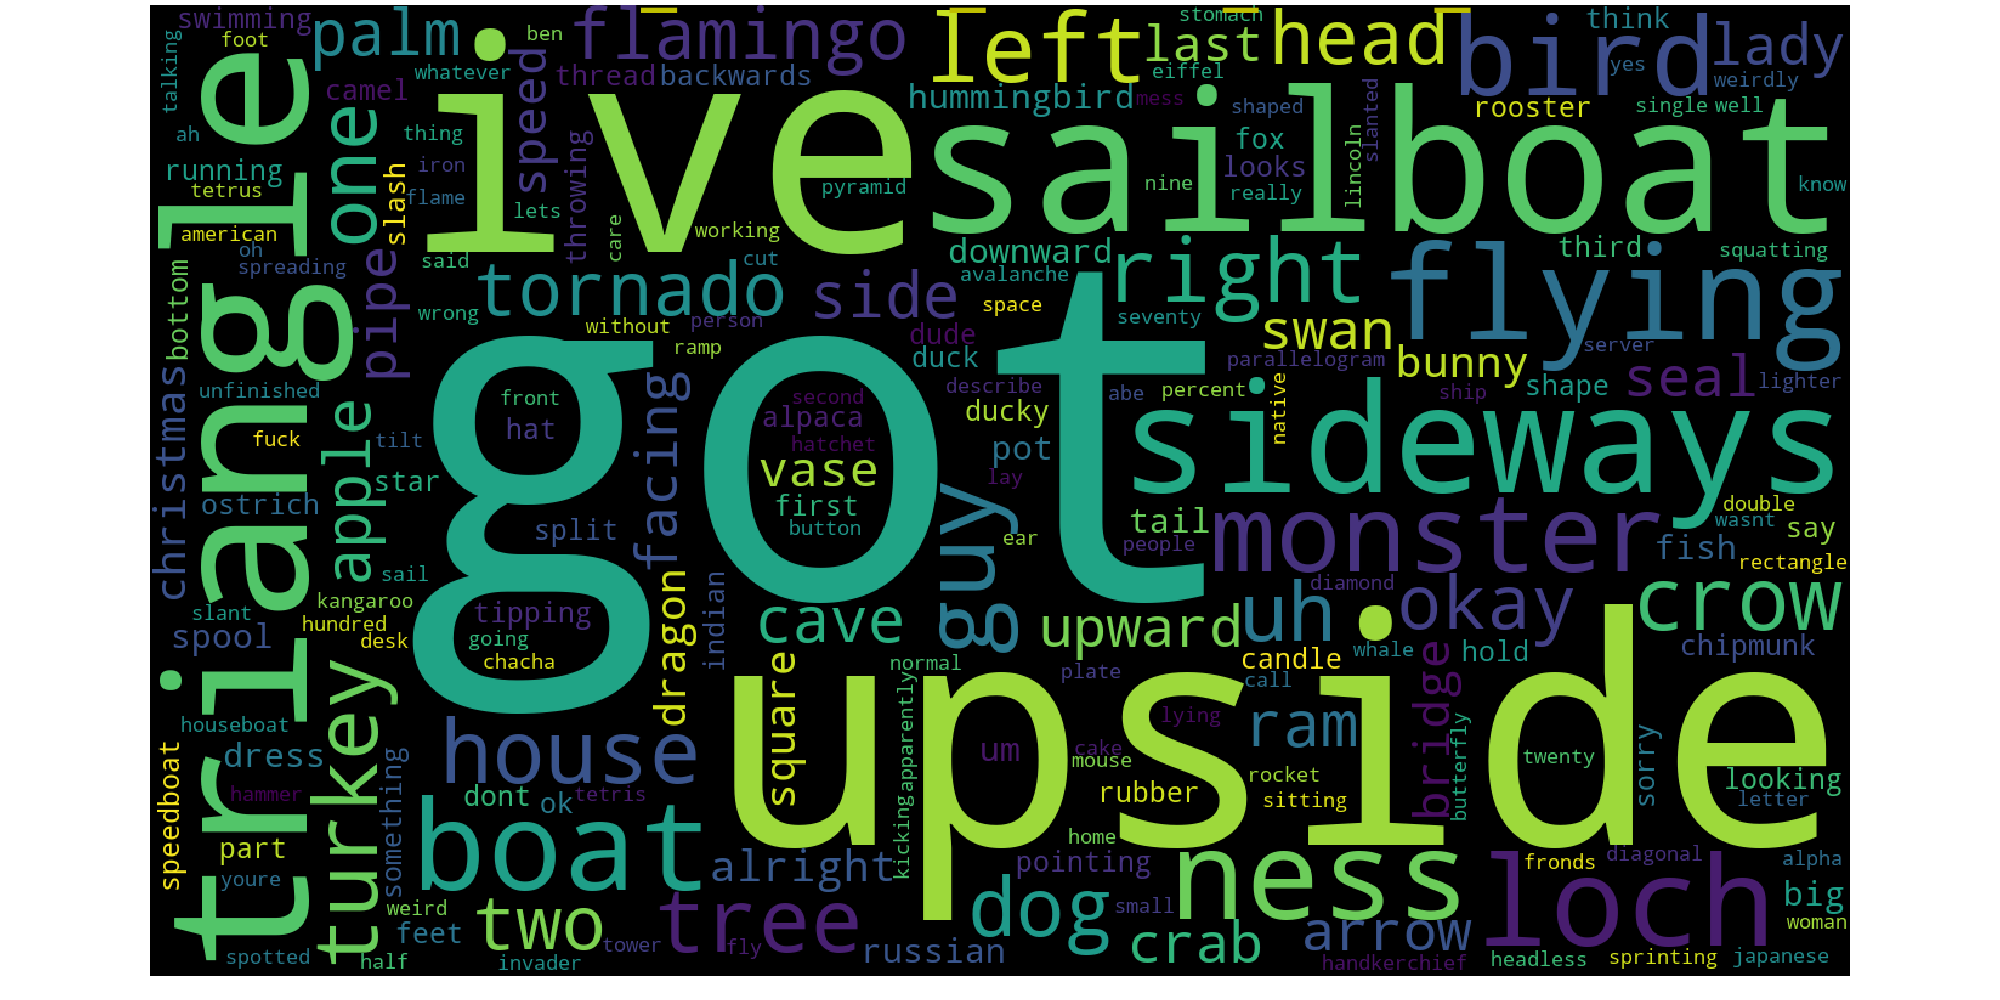 swimming
talking
foot
palm
ben
whatever
flamingo
left
stomach
last
eiffel
head
bird
think
yes
lady
weirdly
triangle
camel
one
speed
thread
backwards
hummingbird
mess
shaped
slanted
rooster
single
well
ah
running
tetrus
american
oh
spreading
thing
iron
flame
slash
ive
throwing
lets
care
working
pyramid
sailboat
nine
fox
looks
really
lincoln
know
bottom
pipe
said
wrong
tornado
cut
side
downward
avalanche
space
right
seventy
third
squatting
flying
christmas
unfinished
without
person
ramp
dude
duck
describe
swan
parallelogram
bunny
server
shape
seal
lighter
fuck
apple
tilt
star
got
front
hat
facing
second
alpaca
hatchet
vase
first
button
ducky
pot
lay
abe
percent
native
ship
sideways
ostrich
split
guy
ear
tail
people
monster
double
wasnt
say
fish
rectangle
slant
spool
sail
kangaroo
hundred
desk
tipping
going
chacha
dragon
indian
cave
upward
uh
diamond
okay
crow
candle
call
whale
hold
chipmunk
houseboat
turkey
dress
speedboat
hammer
something
house
square
normal
apparently
um
plate
cake
mouse
lying
ram
rocket
bridge
butterfly
upside
twenty
sorry
looking
letter
dont
ok
tetris
boat
kicking
rubber
sitting
part
youre
alright
home
pointing
ness
loch
fronds
diagonal
alpha
spotted
weird
feet
half
two
invader
tower
tree
fly
russian
dog
small
crab
arrow
handkerchief
headless
sprinting
big
woman
japanese